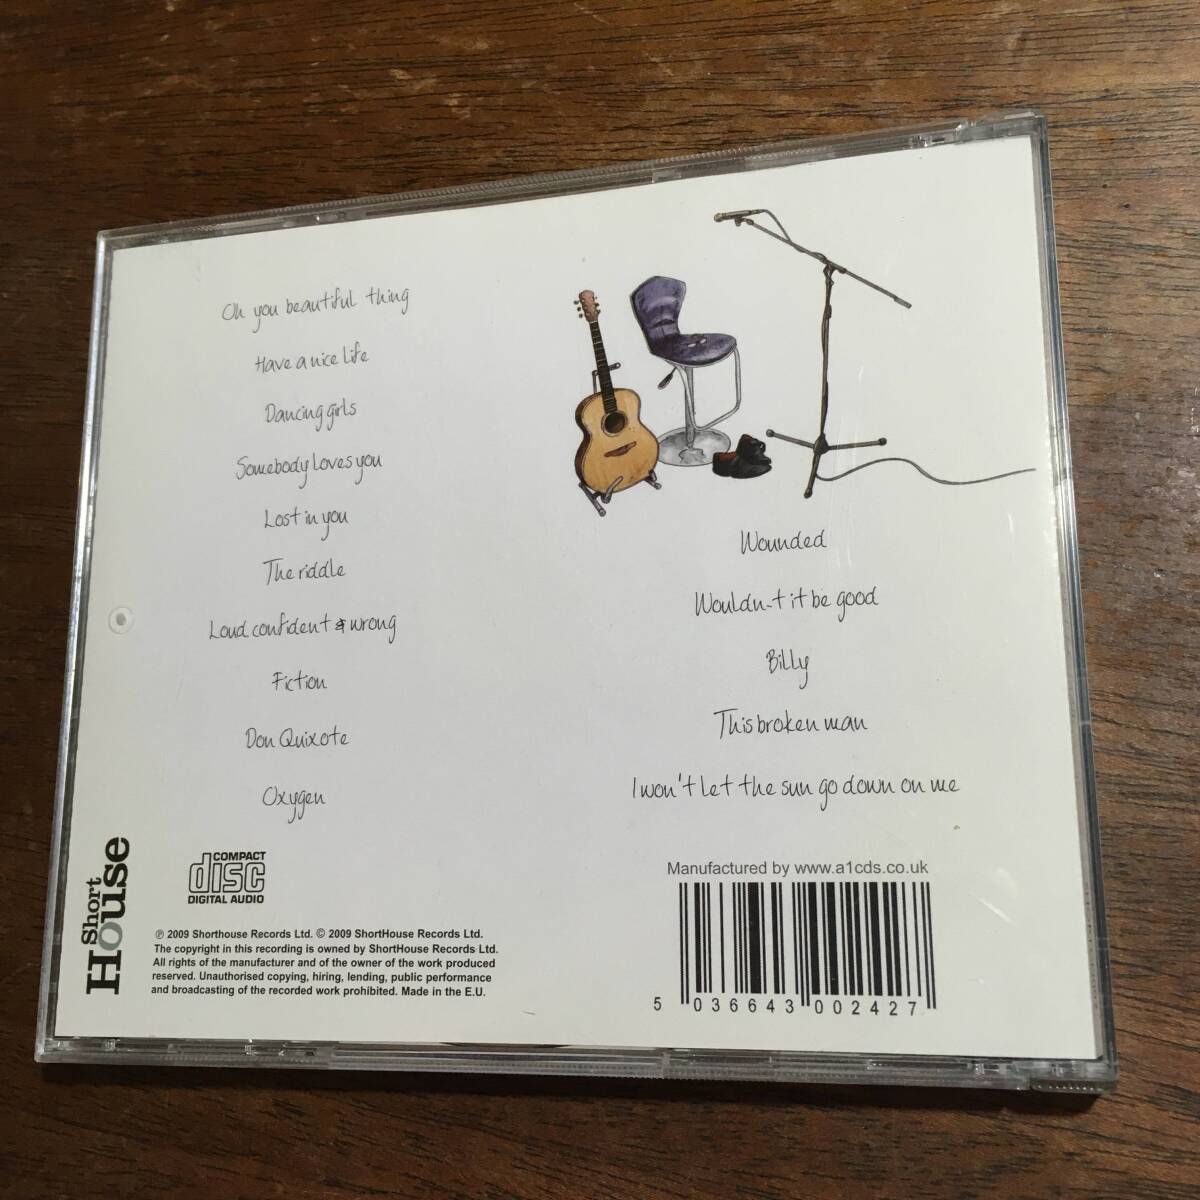 Oh you beautiful thing
Have a nice life
Dancing girls
Somebody loves you
Lost in you
The riddle
Loud confident & wrong
Fiction
Don Quixote
Oxygen
Wounded
Wouldn-t it be good
Billy
This broken man
I won't let the sun go down on me
Short
House
COMPACT
disc
DIGITAL AUDIO
℗ 2009 Shorthouse Records Ltd. © 2009 ShortHouse Records Ltd.
The copyright in this recording is owned by ShortHouse Records Ltd.
All rights of the manufacturer and of the owner of the work produced
reserved. Unauthorised copying, hiring, lending, public performance
and broadcasting of the recorded work prohibited. Made in the E.U.
Manufactured by www.a1cds.co.uk
5 036643 002427